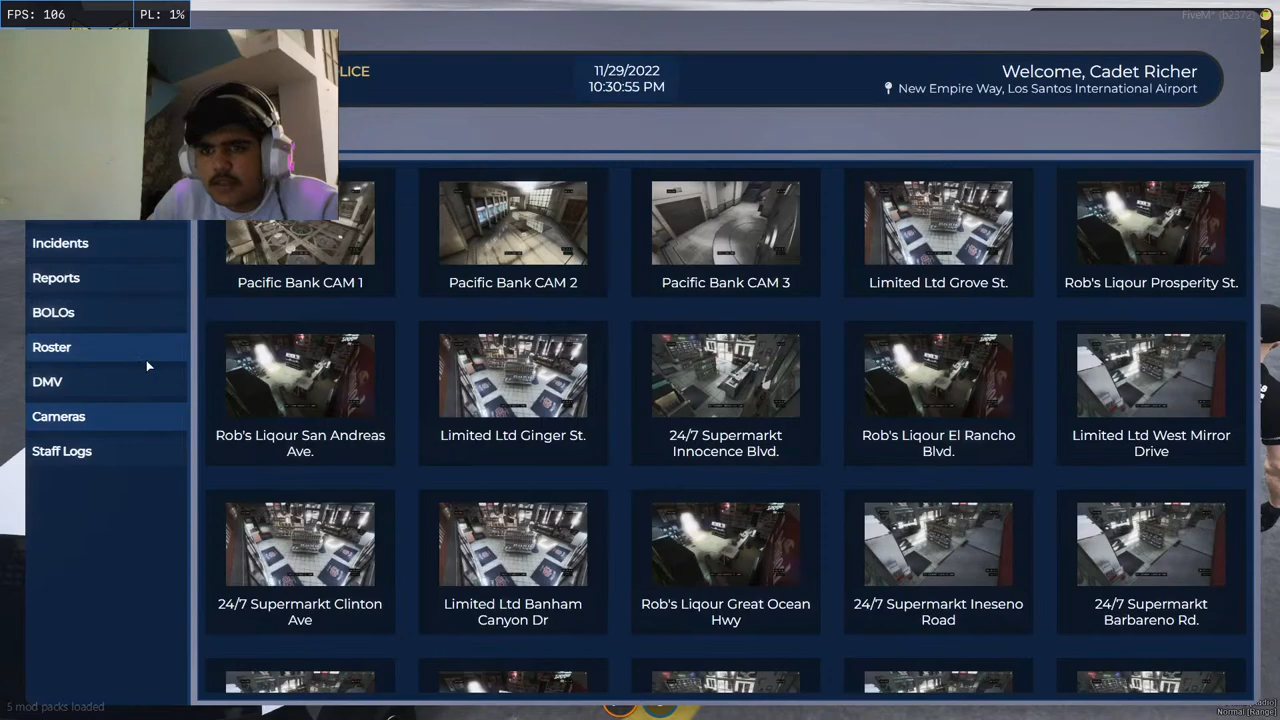 FPS: 106
PL: 1%
FiveM* (b2372)
LICE
11/29/2022
10:30:55 PM
Welcome, Cadet Richer
New Empire Way, Los Santos International Airport
Incidents
Reports
BOLOs
Roster
DMV
Cameras
Staff Logs
Pacific Bank CAM 1
Pacific Bank CAM 2
Pacific Bank CAM 3
Limited Ltd Grove St.
Rob's Liqour Prosperity St.
Rob's Liqour San Andreas
Ave.
Limited Ltd Ginger St.
24/7 Supermarkt
Innocence Blvd.
Rob's Liqour El Rancho
Blvd.
Limited Ltd West Mirror
Drive
24/7 Supermarkt Clinton
Ave
Limited Ltd Banham
Canyon Dr
Rob's Liqour Great Ocean
Hwy
24/7 Supermarkt Ineseno
Road
24/7 Supermarkt
Barbareno Rd.
5 mod packs loaded
Normal [Range]